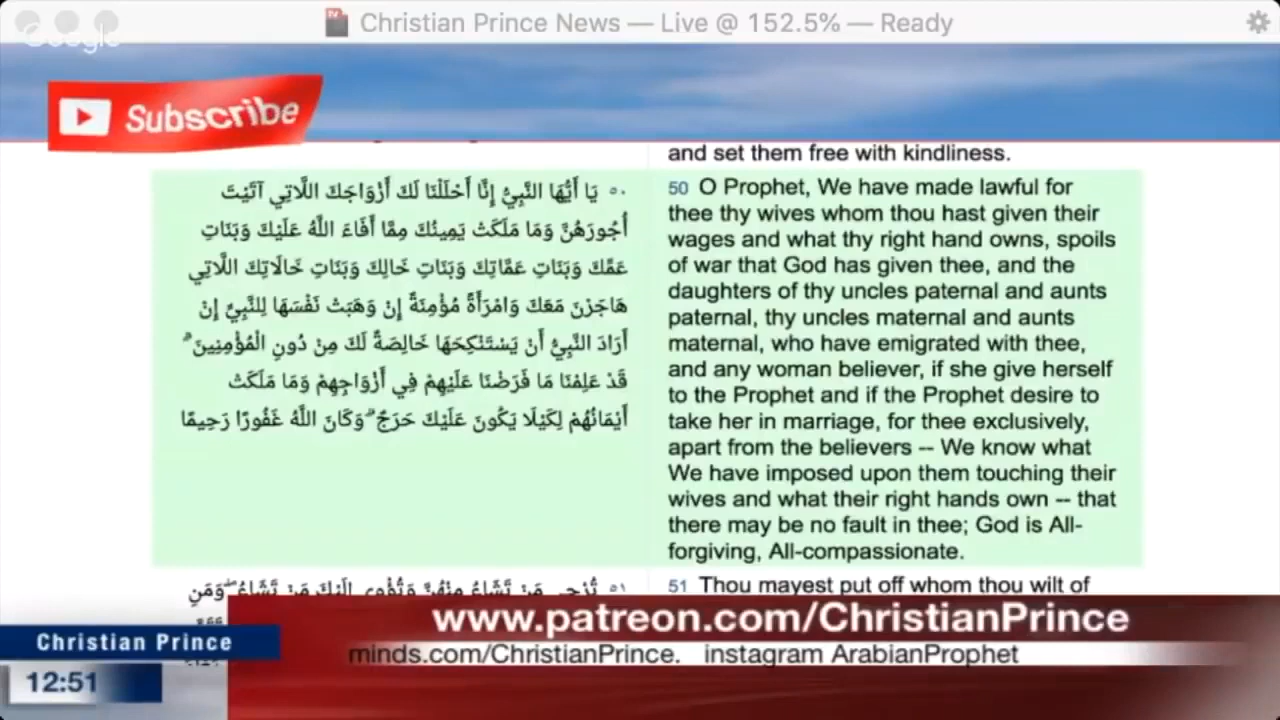 Christian Prince News — Live @ 152.5% — Ready
Google
Subscribe
and set them free with kindliness.
٥٠ يَا أَيُّهَا النَّبِيُّ إِنَّا أَحْلَلْنَا لَكَ أَزْوَاجَكَ اللَّاتِي آتَيْتَ
أُجُورَهُنَّ وَمَا مَلَكَتْ يَمِينُكَ مِمَّا أَفَاءَ اللَّهُ عَلَيْكَ وَبَنَاتِ
عَمِّكَ وَبَنَاتِ عَمَّاتِكَ وَبَنَاتِ خَالِكَ وَبَنَاتِ خَالَاتِكَ اللَّاتِي
هَاجَرْنَ مَعَكَ وَامْرَأَةً مُؤْمِنَةً إِنْ وَهَبَتْ نَفْسَهَا لِلنَّبِيِّ إِنْ
أَرَادَ النَّبِيُّ أَنْ يَسْتَنْكِحَهَا خَالِصَةً لَكَ مِنْ دُونِ الْمُؤْمِنِينَ ۗ
قَدْ عَلِمْنَا مَا فَرَضْنَا عَلَيْهِمْ فِي أَزْوَاجِهِمْ وَمَا مَلَكَتْ
أَيْمَانُهُمْ لِكَيْلَا يَكُونَ عَلَيْكَ حَرَجٌ ۗ وَكَانَ اللَّهُ غَفُورًا رَحِيمًا
50 O Prophet, We have made lawful for
thee thy wives whom thou hast given their
wages and what thy right hand owns, spoils
of war that God has given thee, and the
daughters of thy uncles paternal and aunts
paternal, thy uncles maternal and aunts
maternal, who have emigrated with thee,
and any woman believer, if she give herself
to the Prophet and if the Prophet desire to
take her in marriage, for thee exclusively,
apart from the believers -- We know what
We have imposed upon them touching their
wives and what their right hands own -- that
there may be no fault in thee; God is All-
forgiving, All-compassionate.
٥١ تُرْجِي مَنْ تَشَاءُ مِنْهُنَّ وَتُؤْوِي إِلَيْكَ مَنْ تَشَاءُ ۖ وَمَنِ
51 Thou mayest put off whom thou wilt of
www.patreon.com/ChristianPrince
Christian Prince
minds.com/ChristianPrince. instagram ArabianProphet
12:51